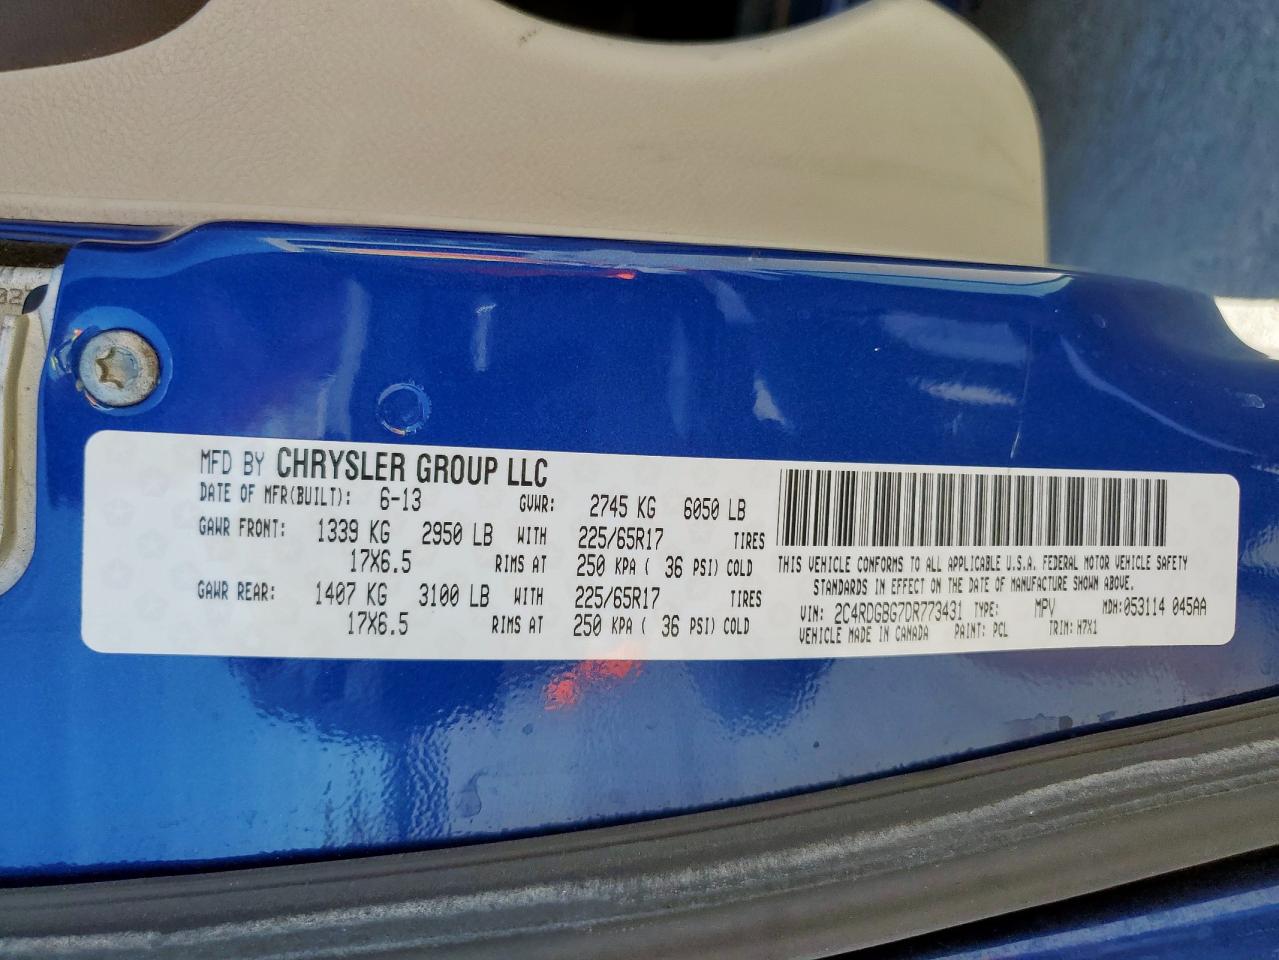 MFD BY CHRYSLER GROUP LLC
DATE OF MFR(BUILT): 6-13 GVWR: 2745 KG 6050 LB
GAWR FRONT: 1339 KG 2950 LB WITH 225/65R17 TIRES
17X6.5 RIMS AT 250 KPA ( 36 PSI) COLD
GAWR REAR: 1407 KG 3100 LB WITH 225/65R17 TIRES
17X6.5 RIMS AT 250 KPA ( 36 PSI) COLD
THIS VEHICLE CONFORMS TO ALL APPLICABLE U.S.A. FEDERAL MOTOR VEHICLE SAFETY
STANDARDS IN EFFECT ON THE DATE OF MANUFACTURE SHOWN ABOVE.
VIN: 2C4RDGBG7DR773431 TYPE: MPV MDH:053114 045AA
VEHICLE MADE IN CANADA PAINT: PCL TRIM: H7X1